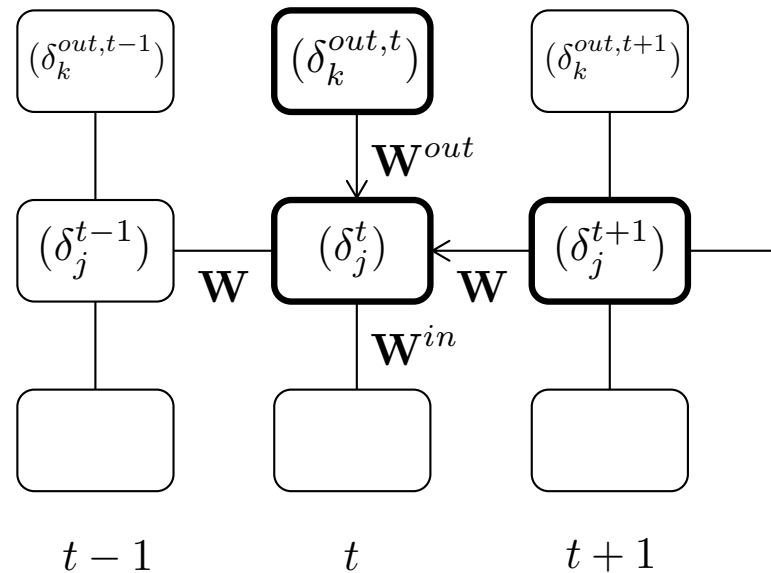 (δ_k^{out,t−1}) (δ_k^{out,t}) (δ_k^{out,t+1})
W^{out}
(δ_j^{t−1}) (δ_j^t) (δ_j^{t+1})
W W
W^{in}
t − 1 t t + 1